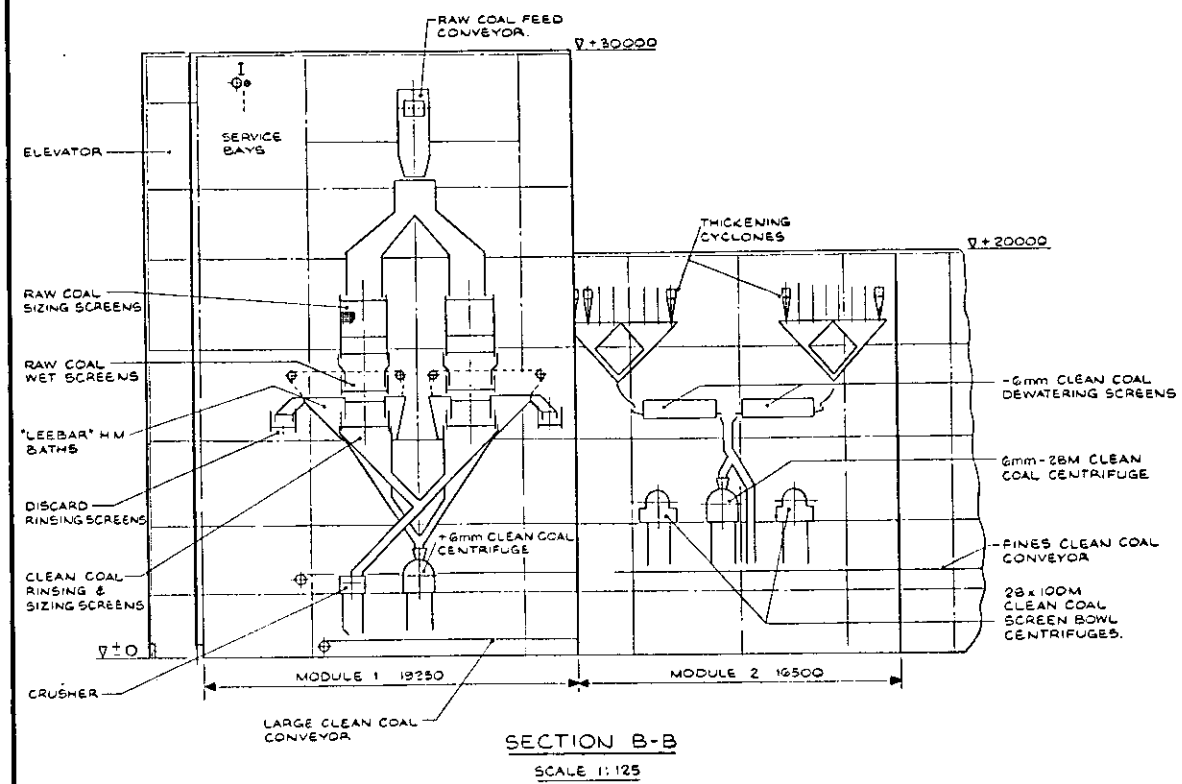 RAW COAL FEED
CONVEYOR.
▽ +30000
ELEVATOR
SERVICE
BAYS
THICKENING
CYCLONES
▽ +20000
RAW COAL
SIZING SCREENS
RAW COAL
WET SCREENS
-6mm CLEAN COAL
DEWATERING SCREENS
"LEEBAR" HM
BATHS
6mm-28M CLEAN
COAL CENTRIFUGE
DISCARD
RINSING SCREENS
+6mm CLEAN COAL
CENTRIFUGE
FINES CLEAN COAL
CONVEYOR
CLEAN COAL
RINSING &
SIZING SCREENS
28 x 100M
CLEAN COAL
SCREEN BOWL
CENTRIFUGES.
▽ ±0
CRUSHER
MODULE 1 19250
MODULE 2 16500
LARGE CLEAN COAL
CONVEYOR
SECTION B-B
SCALE 1:125